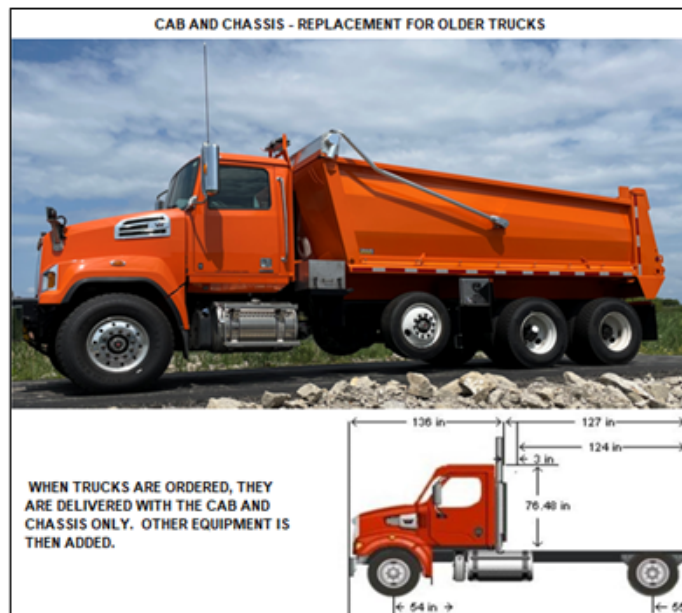 CAB AND CHASSIS - REPLACEMENT FOR OLDER TRUCKS
136 in
127 in
124 in
3 in
76.48 in
WHEN TRUCKS ARE ORDERED, THEY
ARE DELIVERED WITH THE CAB AND
CHASSIS ONLY. OTHER EQUIPMENT IS
THEN ADDED.
54 in